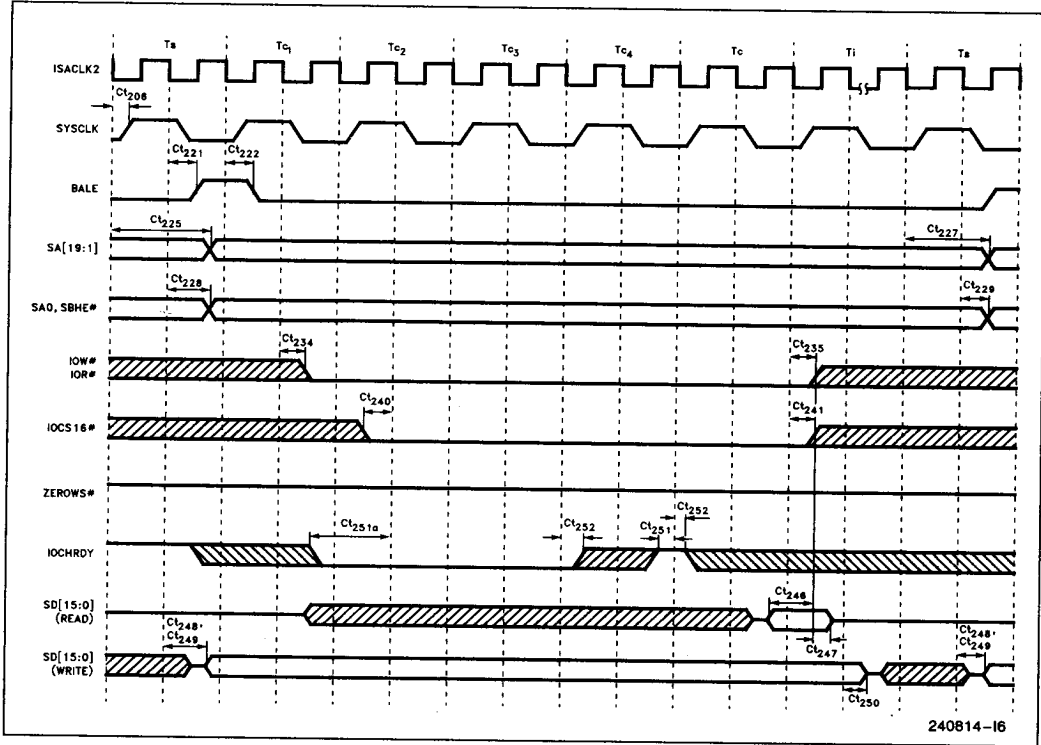 Ts Tc1 Tc2 Tc3 Tc4 Tc Ti Ts
ISACLK2
Ct206
SYSCLK
Ct221 Ct222
BALE
Ct225 Ct227
SA[19:1]
Ct228 Ct229
SA0, SBHE#
Ct234 Ct235
IOW#
IOR#
Ct240 Ct241
IOCS16#
ZEROWS#
Ct251a Ct252 Ct251 Ct252
IOCHRDY
Ct246
SD[15:0]
(READ)
Ct247
Ct248, Ct248,
Ct249 Ct249
SD[15:0]
(WRITE)
Ct250
240814-I6